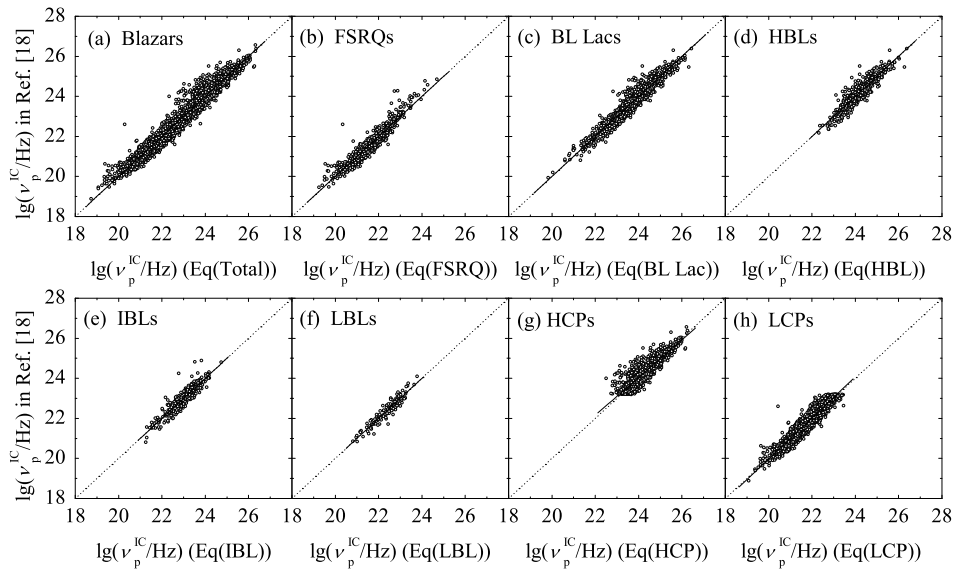 28
26
24
22
20
18
lg(ν_p^IC/Hz) in Ref. [18]
(a) Blazars
(b) FSRQs
(c) BL Lacs
(d) HBLs
18 20 22 24 26 18 20 22 24 26 18 20 22 24 26 18 20 22 24 26 28
lg(ν_p^IC/Hz) (Eq(Total))
lg(ν_p^IC/Hz) (Eq(FSRQ))
lg(ν_p^IC/Hz) (Eq(BL Lac))
lg(ν_p^IC/Hz) (Eq(HBL))
28
26
24
22
20
18
lg(ν_p^IC/Hz) in Ref. [18]
(e) IBLs
(f) LBLs
(g) HCPs
(h) LCPs
18 20 22 24 26 18 20 22 24 26 18 20 22 24 26 18 20 22 24 26 28
lg(ν_p^IC/Hz) (Eq(IBL))
lg(ν_p^IC/Hz) (Eq(LBL))
lg(ν_p^IC/Hz) (Eq(HCP))
lg(ν_p^IC/Hz) (Eq(LCP))